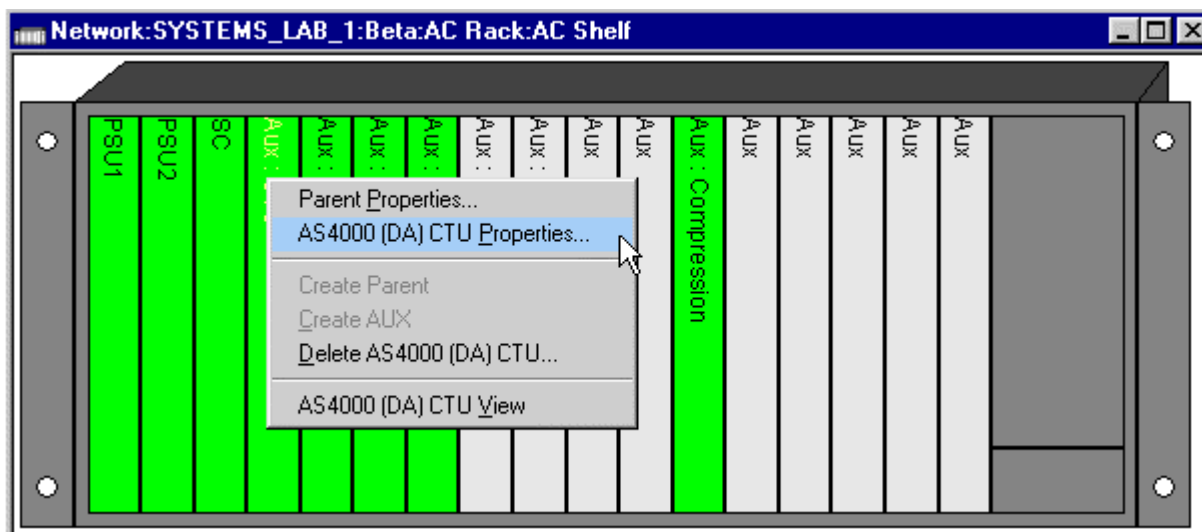 Network:SYSTEMS_LAB_1:Beta:AC Rack:AC Shelf
PSU1
PSU2
SC
Aux :
Aux :
Aux :
Aux :
Aux :
Aux :
Aux
Aux
Aux : Compression
Aux
Aux
Aux
Aux
Aux
Parent Properties...
AS4000 (DA) CTU Properties...
Create Parent
Create AUX
Delete AS4000 (DA) CTU...
AS4000 (DA) CTU View